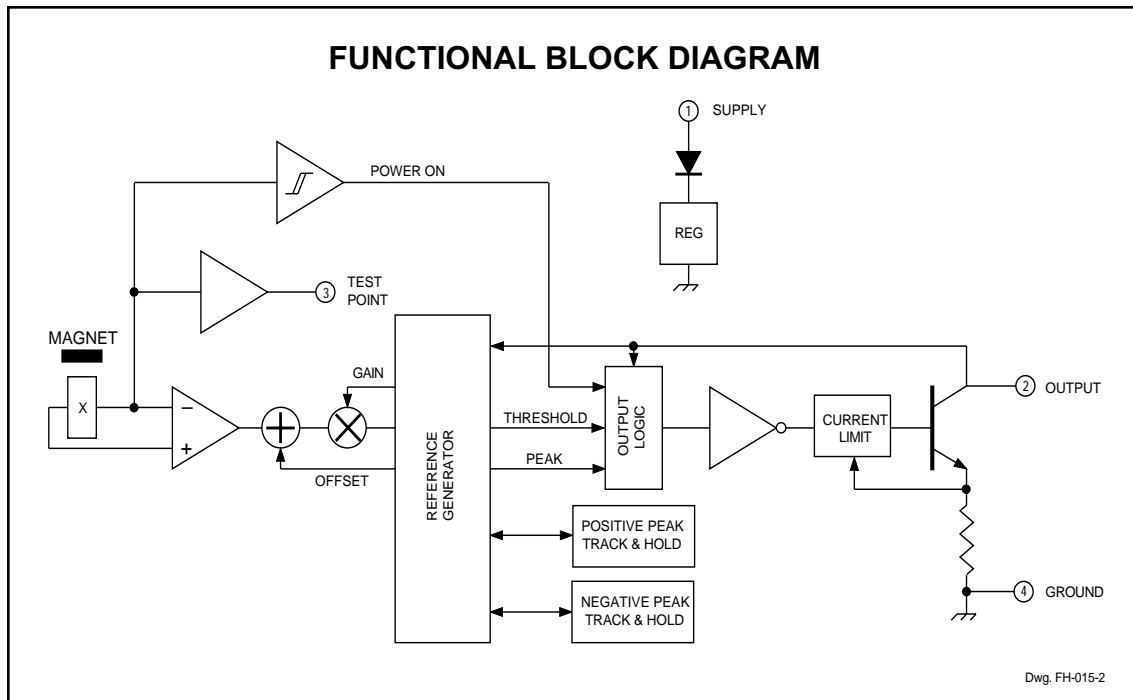 FUNCTIONAL BLOCK DIAGRAM
1 SUPPLY
POWER ON
REG
3 TEST
POINT
MAGNET
X
−
+
+
×
GAIN
OFFSET
REFERENCE
GENERATOR
THRESHOLD
PEAK
OUTPUT
LOGIC
CURRENT
LIMIT
2 OUTPUT
POSITIVE PEAK
TRACK & HOLD
NEGATIVE PEAK
TRACK & HOLD
4 GROUND
Dwg. FH-015-2